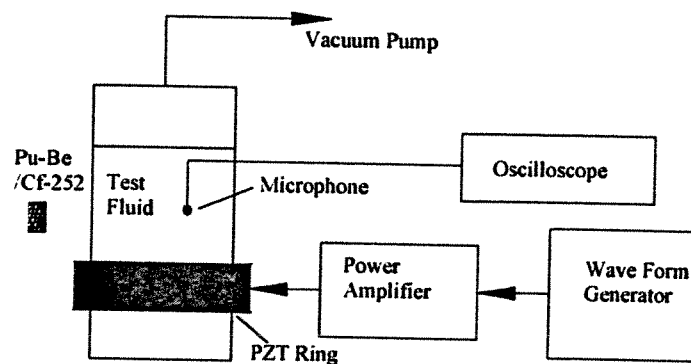 Vacuum Pump
Pu-Be
/Cf-252
Test
Fluid
Microphone
Oscilloscope
Power
Amplifier
Wave Form
Generator
PZT Ring